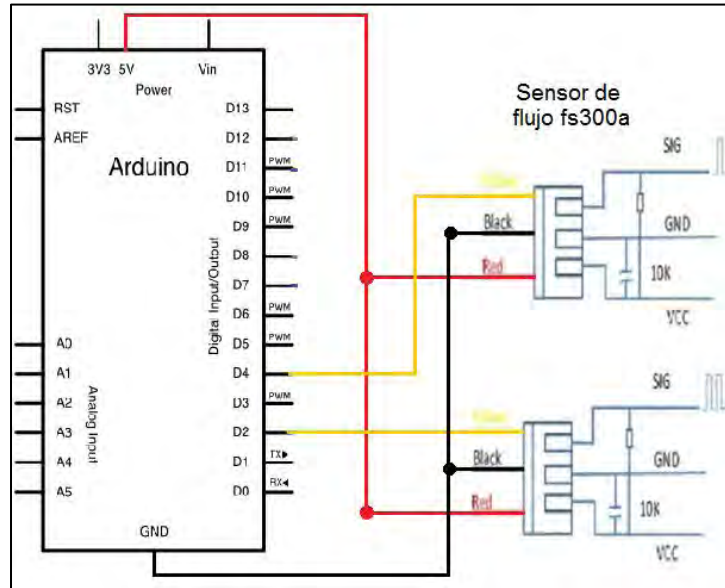 3V3 5V Vin
Power
RST
AREF
Arduino
D13
D12
D11 PWM
D10 PWM
D9 PWM
D8
D7
D6 PWM
D5 PWM
D4
D3 PWM
D2
D1 TX▶
D0 RX◀
Digital Input/Output
A0
A1
A2
A3
A4
A5
Analog Input
GND
Sensor de
flujo fs300a
Yellow
Black
Red
SIG
GND
10K
VCC
Yellow
Black
Red
SIG
GND
10K
VCC